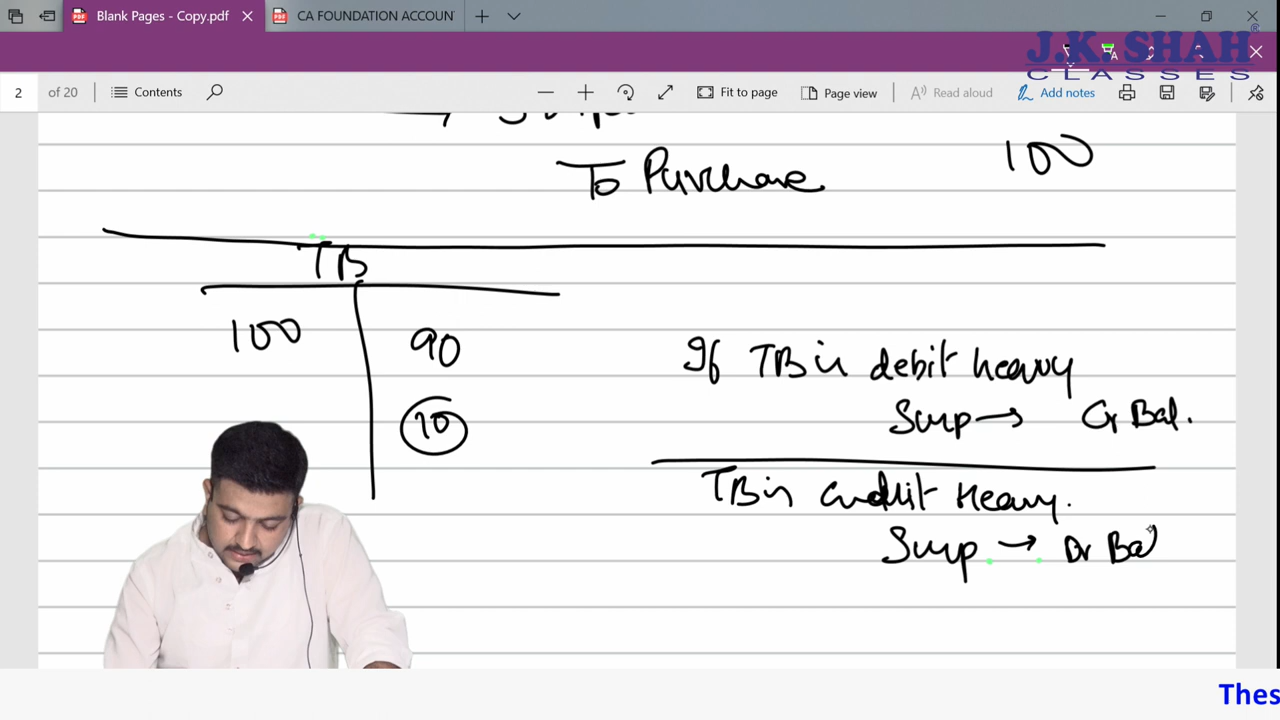 Blank Pages - Copy.pdf
CA FOUNDATION ACCOUN
J.K. SHAH®
CLASSES
2 of 20
Contents
Fit to page
Page view
Read aloud
Add notes
To Purchase
100
TB
100 90
10
If TB is debit heavy
Susp → Cr Bal.
TB is credit Heavy.
Susp → Dr Bal
Thes